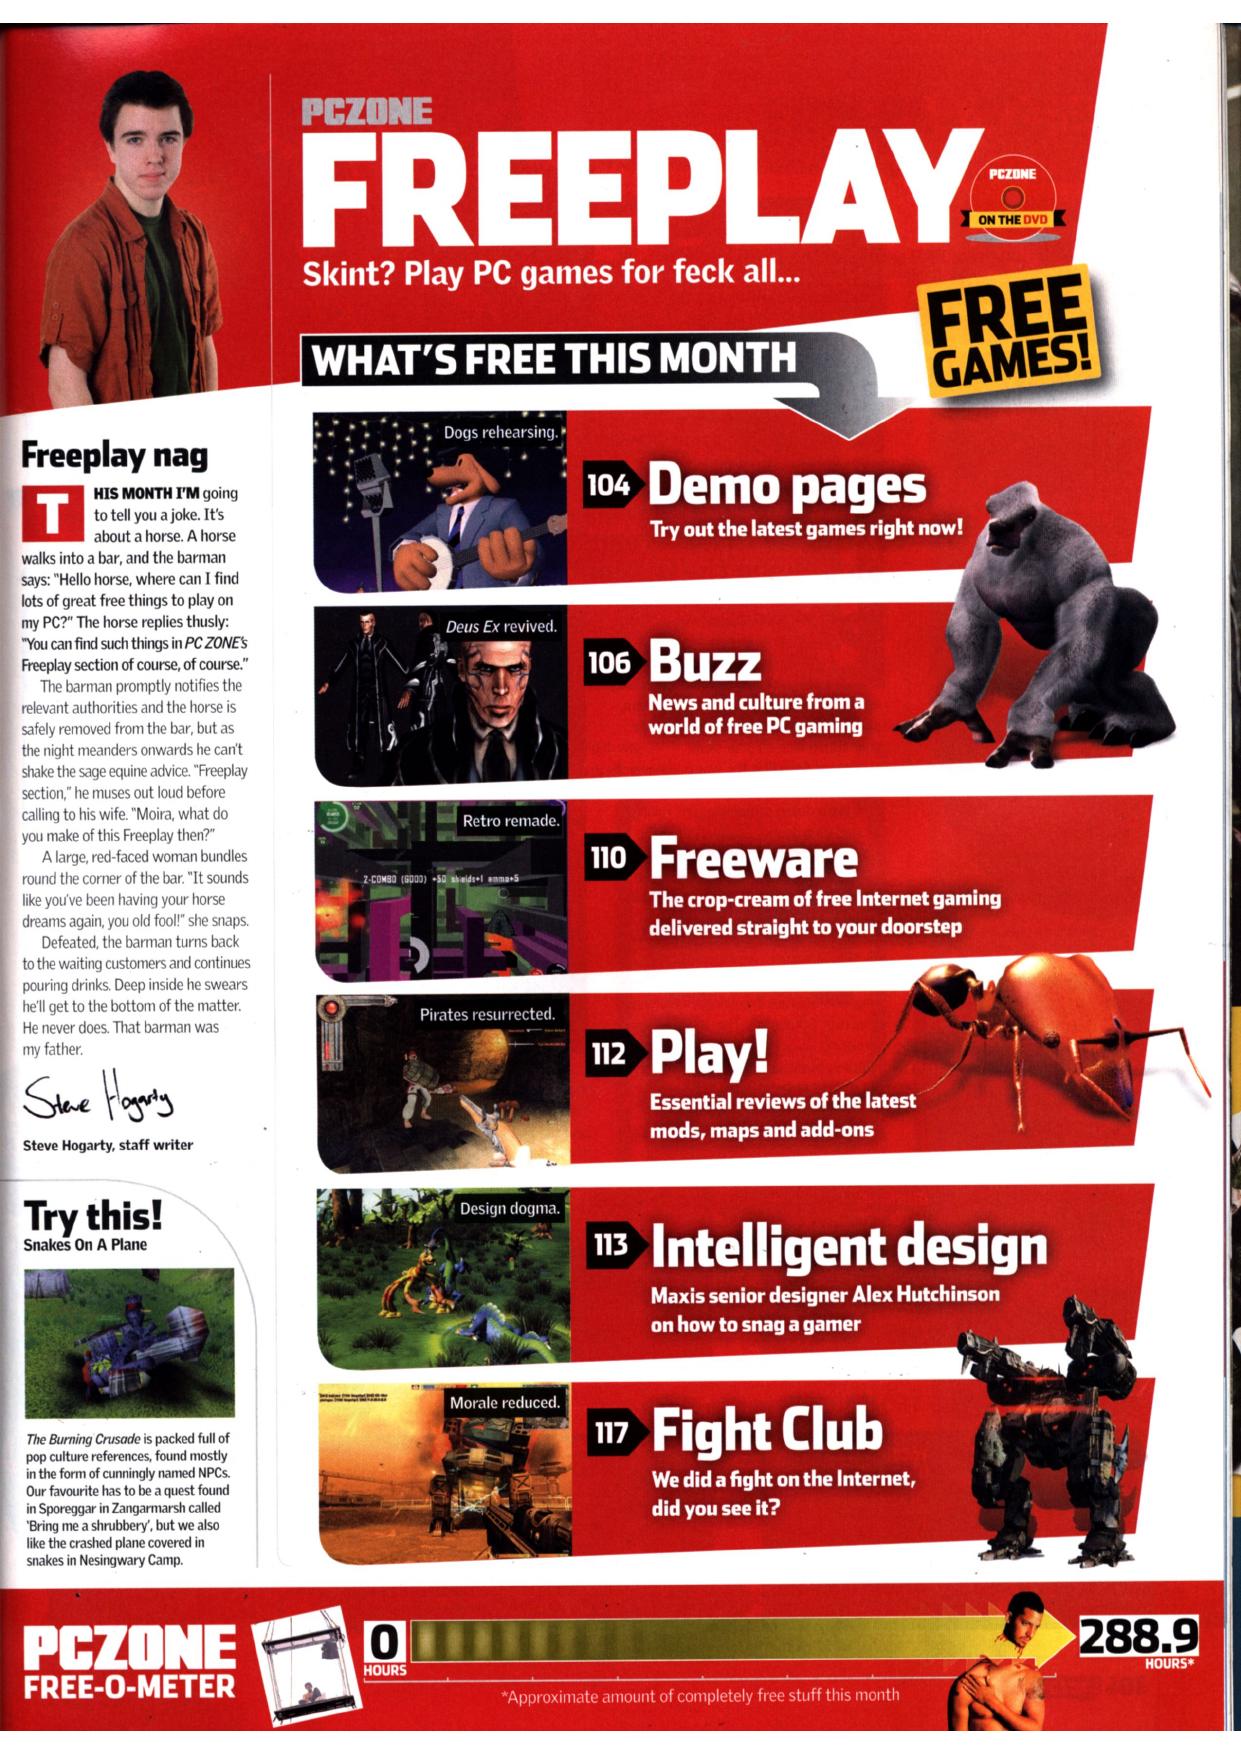 PCZONE
FREEPLAY
PCZONE
ON THE DVD
Skint? Play PC games for feck all...
FREE
GAMES!
WHAT'S FREE THIS MONTH
Freeplay nag
THIS MONTH I'M going
to tell you a joke. It's
about a horse. A horse
walks into a bar, and the barman
says: "Hello horse, where can I find
lots of great free things to play on
my PC?" The horse replies thusly:
"You can find such things in PC ZONE's
Freeplay section of course, of course."
The barman promptly notifies the
relevant authorities and the horse is
safely removed from the bar, but as
the night meanders onwards he can't
shake the sage equine advice. "Freeplay
section," he muses out loud before
calling to his wife. "Moira, what do
you make of this Freeplay then?"
A large, red-faced woman bundles
round the corner of the bar. "It sounds
like you've been having your horse
dreams again, you old fool!" she snaps.
Defeated, the barman turns back
to the waiting customers and continues
pouring drinks. Deep inside he swears
he'll get to the bottom of the matter.
He never does. That barman was
my father.
Steve Hogarty
Steve Hogarty, staff writer
Try this!
Snakes On A Plane
The Burning Crusade is packed full of
pop culture references, found mostly
in the form of cunningly named NPCs.
Our favourite has to be a quest found
in Sporeggar in Zangarmarsh called
'Bring me a shrubbery', but we also
like the crashed plane covered in
snakes in Nesingwary Camp.
Dogs rehearsing.
104 Demo pages
Try out the latest games right now!
Deus Ex revived.
106 Buzz
News and culture from a
world of free PC gaming
Retro remade.
Z-COMBO (GOOD) +50 shields+1 ammo+5
110 Freeware
The crop-cream of free Internet gaming
delivered straight to your doorstep
Pirates resurrected.
112 Play!
Essential reviews of the latest
mods, maps and add-ons
Design dogma.
113 Intelligent design
Maxis senior designer Alex Hutchinson
on how to snag a gamer
Morale reduced.
117 Fight Club
We did a fight on the Internet,
did you see it?
PCZONE
FREE-O-METER
0
HOURS
288.9
HOURS*
*Approximate amount of completely free stuff this month